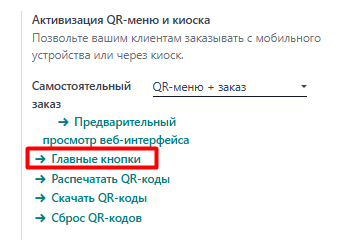 Активизация QR-меню и киоска
Позвольте вашим клиентам заказывать с мобильного
устройства или через киоск.
Самостоятельный QR-меню + заказ
заказ
→ Предварительный
просмотр веб-интерфейса
→ Главные кнопки
→ Распечатать QR-коды
→ Скачать QR-коды
→ Сброс QR-кодов